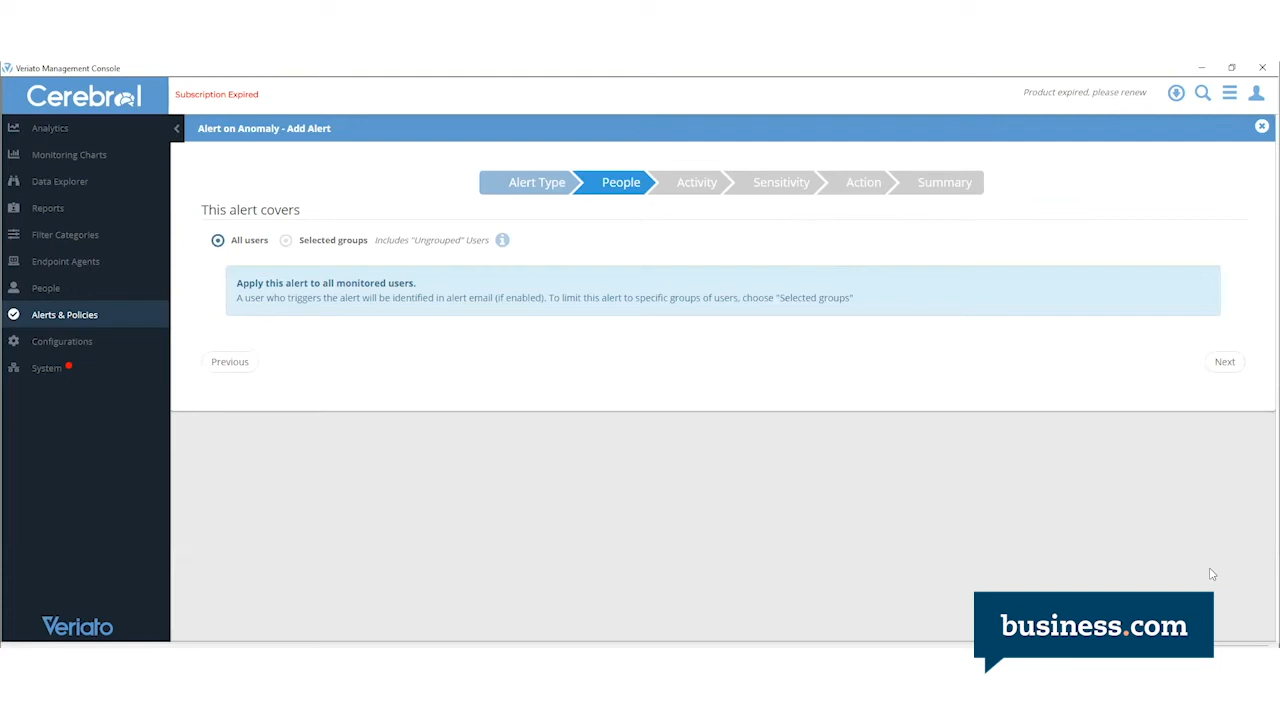 Veriato Management Console
Cerebral
Subscription Expired
Product expired, please renew
Analytics
Monitoring Charts
Data Explorer
Reports
Filter Categories
Endpoint Agents
People
Alerts & Policies
Configurations
System
Veriato
Alert on Anomaly - Add Alert
Alert Type
People
Activity
Sensitivity
Action
Summary
This alert covers
All users
Selected groups
Includes "Ungrouped" Users
Apply this alert to all monitored users.
A user who triggers the alert will be identified in alert email (if enabled). To limit this alert to specific groups of users, choose "Selected groups"
Previous
Next
business.com